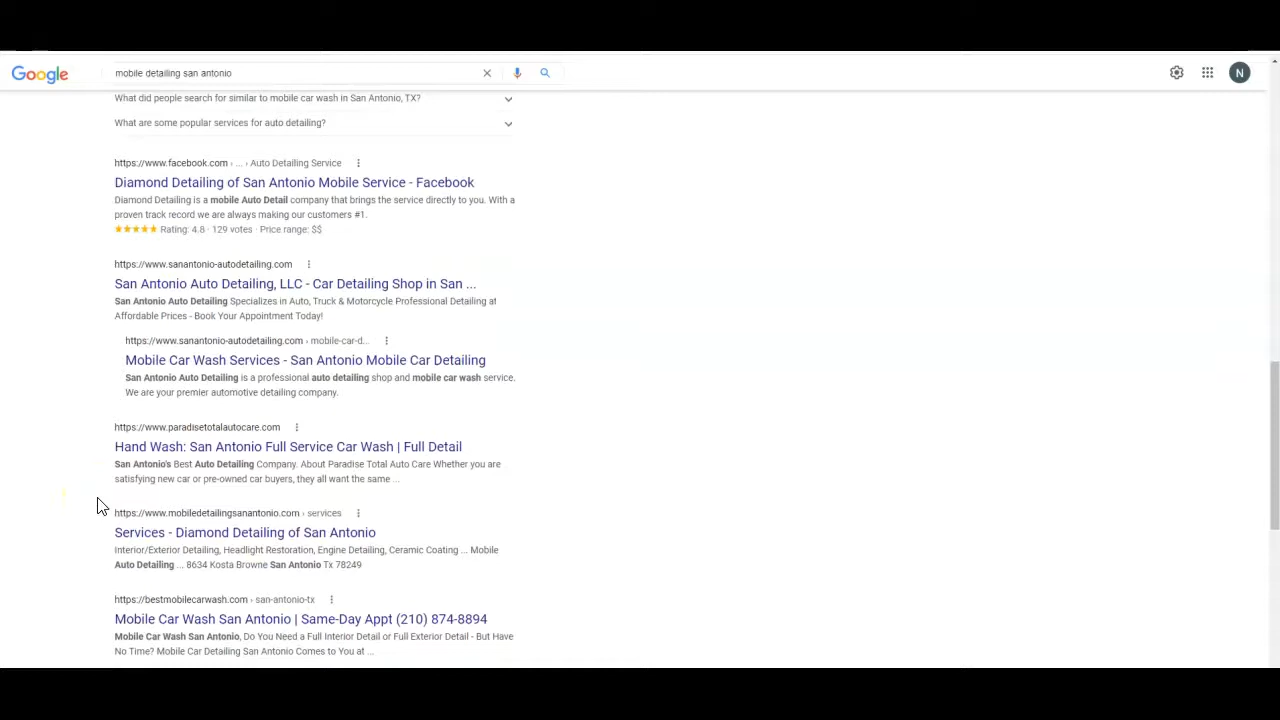 Google
mobile detailing san antonio
N
What did people search for similar to mobile car wash in San Antonio, TX?
What are some popular services for auto detailing?
https://www.facebook.com › ... › Auto Detailing Service
Diamond Detailing of San Antonio Mobile Service - Facebook
Diamond Detailing is a mobile Auto Detail company that brings the service directly to you. With a
proven track record we are always making our customers #1.
Rating: 4.8 · 129 votes · Price range: $$
https://www.sanantonio-autodetailing.com
San Antonio Auto Detailing, LLC - Car Detailing Shop in San ...
San Antonio Auto Detailing Specializes in Auto, Truck & Motorcycle Professional Detailing at
Affordable Prices - Book Your Appointment Today!
https://www.sanantonio-autodetailing.com › mobile-car-d...
Mobile Car Wash Services - San Antonio Mobile Car Detailing
San Antonio Auto Detailing is a professional auto detailing shop and mobile car wash service.
We are your premier automotive detailing company.
https://www.paradisetotalautocare.com
Hand Wash: San Antonio Full Service Car Wash | Full Detail
San Antonio's Best Auto Detailing Company. About Paradise Total Auto Care Whether you are
satisfying new car or pre-owned car buyers, they all want the same ...
https://www.mobiledetailingsanantonio.com › services
Services - Diamond Detailing of San Antonio
Interior/Exterior Detailing, Headlight Restoration, Engine Detailing, Ceramic Coating ... Mobile
Auto Detailing ... 8634 Kosta Browne San Antonio Tx 78249
https://bestmobilecarwash.com › san-antonio-tx
Mobile Car Wash San Antonio | Same-Day Appt (210) 874-8894
Mobile Car Wash San Antonio, Do You Need a Full Interior Detail or Full Exterior Detail - But Have
No Time? Mobile Car Detailing San Antonio Comes to You at ...